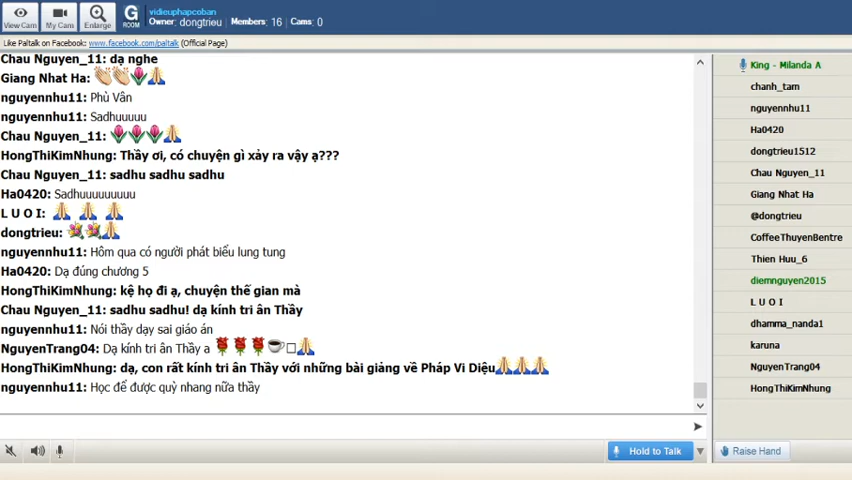 View Cam
My Cam
Enlarge
G
ROOM
vidieuphapcoban
Owner: dongtrieu Members: 16 Cams: 0
Like Paltalk on Facebook: www.facebook.com/paltalk (Official Page)
Chau Nguyen_11: dạ nghe
Giang Nhat Ha: 👏👏🌷🙏
nguyennhu11: Phù Vân
nguyennhu11: Sadhuuuuu
Chau Nguyen_11: 🌷🌷🌷🙏
HongThiKimNhung: Thầy ơi, có chuyện gì xảy ra vậy ạ???
Chau Nguyen_11: sadhu sadhu sadhu
Ha0420: Sadhuuuuuuuuu
L U O I: 🙏 🙏 🙏
dongtrieu: 💐💐🙏
nguyennhu11: Hôm qua có người phát biểu lung tung
Ha0420: Dạ đúng chương 5
HongThiKimNhung: kệ họ đi ạ, chuyện thế gian mà
Chau Nguyen_11: sadhu sadhu! dạ kính tri ân Thầy
nguyennhu11: Nói thầy dạy sai giáo án
NguyenTrang04: Dạ kính tri ân Thầy a 🌹 🌹 🌹☕□🙏
HongThiKimNhung: dạ, con rất kính tri ân Thầy với những bài giảng về Pháp Vi Diệu🙏🙏🙏
nguyennhu11: Học để được quỳ nhang nữa thầy
Hold to Talk
King - Milanda A
chanh_tam
nguyennhu11
Ha0420
dongtrieu1512
Chau Nguyen_11
Giang Nhat Ha
@dongtrieu
CoffeeThuyenBentre
Thien Huu_6
diemnguyen2015
L U O I
dhamma_nanda1
karuna
NguyenTrang04
HongThiKimNhung
Raise Hand